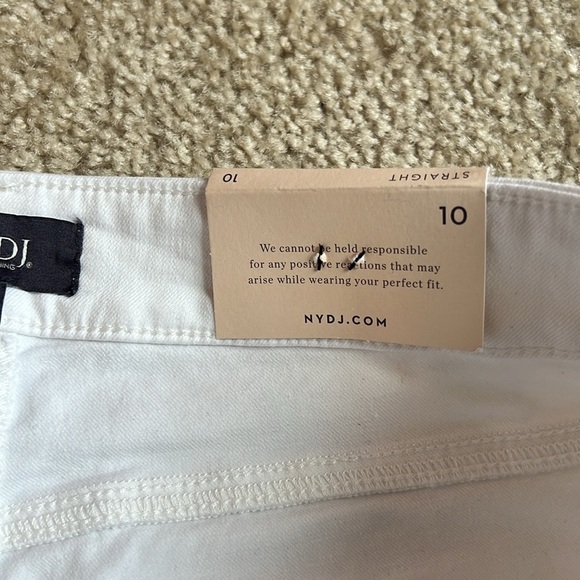 10
STRAIGHT
10
We cannot be held responsible
for any positive reactions that may
arise while wearing your perfect fit.
NYDJ.COM
DJ